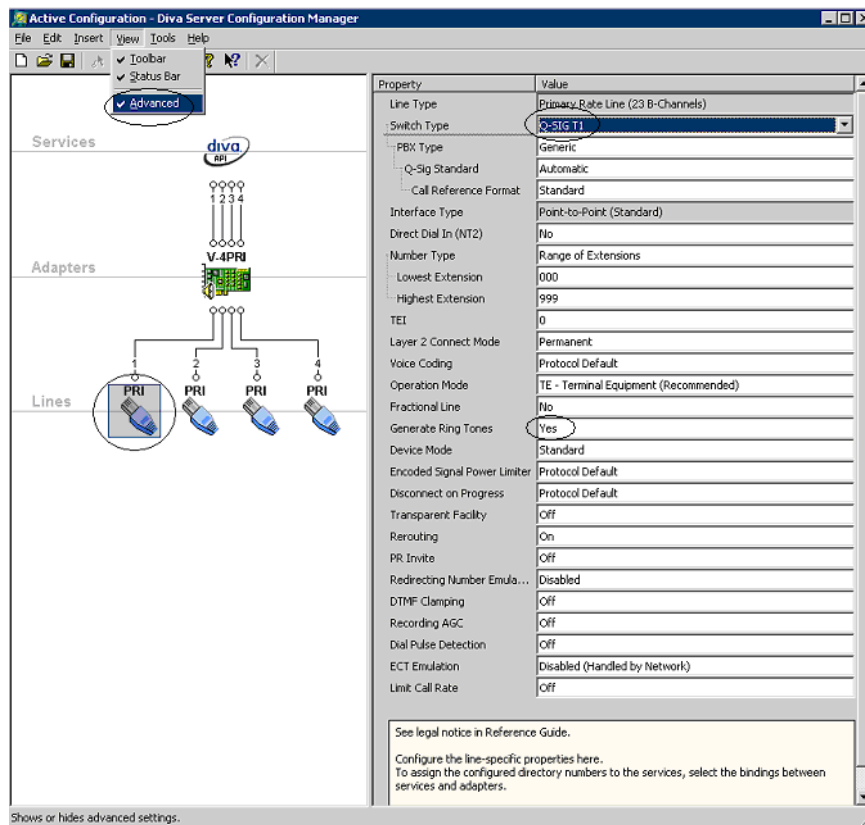 Active Configuration - Diva Server Configuration Manager
File Edit Insert View Tools Help
Toolbar
Status Bar
Advanced
Services
diva
API
1 2 3 4
V-4PRI
Adapters
1 2 3 4
PRI PRI PRI PRI
Lines
Property Value
Line Type Primary Rate Line (23 B-Channels)
Switch Type Q-SIG T1
PBX Type Generic
Q-Sig Standard Automatic
Call Reference Format Standard
Interface Type Point-to-Point (Standard)
Direct Dial In (NT2) No
Number Type Range of Extensions
Lowest Extension 000
Highest Extension 999
TEI 0
Layer 2 Connect Mode Permanent
Voice Coding Protocol Default
Operation Mode TE - Terminal Equipment (Recommended)
Fractional Line No
Generate Ring Tones Yes
Device Mode Standard
Encoded Signal Power Limiter Protocol Default
Disconnect on Progress Protocol Default
Transparent Facility Off
Rerouting On
PR Invite Off
Redirecting Number Emula... Disabled
DTMF Clamping Off
Recording AGC Off
Dial Pulse Detection Off
ECT Emulation Disabled (Handled by Network)
Limit Call Rate Off
See legal notice in Reference Guide.
Configure the line-specific properties here.
To assign the configured directory numbers to the services, select the bindings between
services and adapters.
Shows or hides advanced settings.